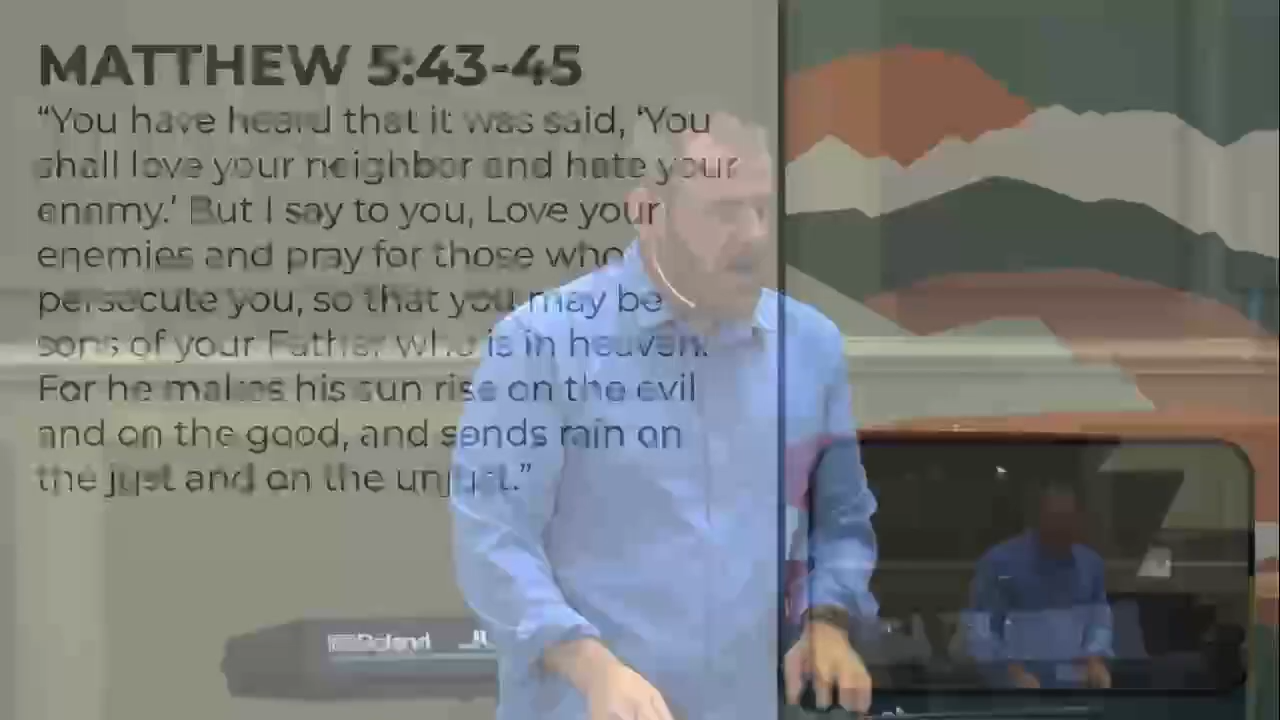 MATTHEW 5:43-45
“You have heard that it was said, ‘You
shall love your neighbor and hate your
enemy.’ But I say to you, Love your
enemies and pray for those who
persecute you, so that you may be
sons of your Father who is in heaven.
For he makes his sun rise on the evil
and on the good, and sends rain on
the just and on the unjust.”
Roland